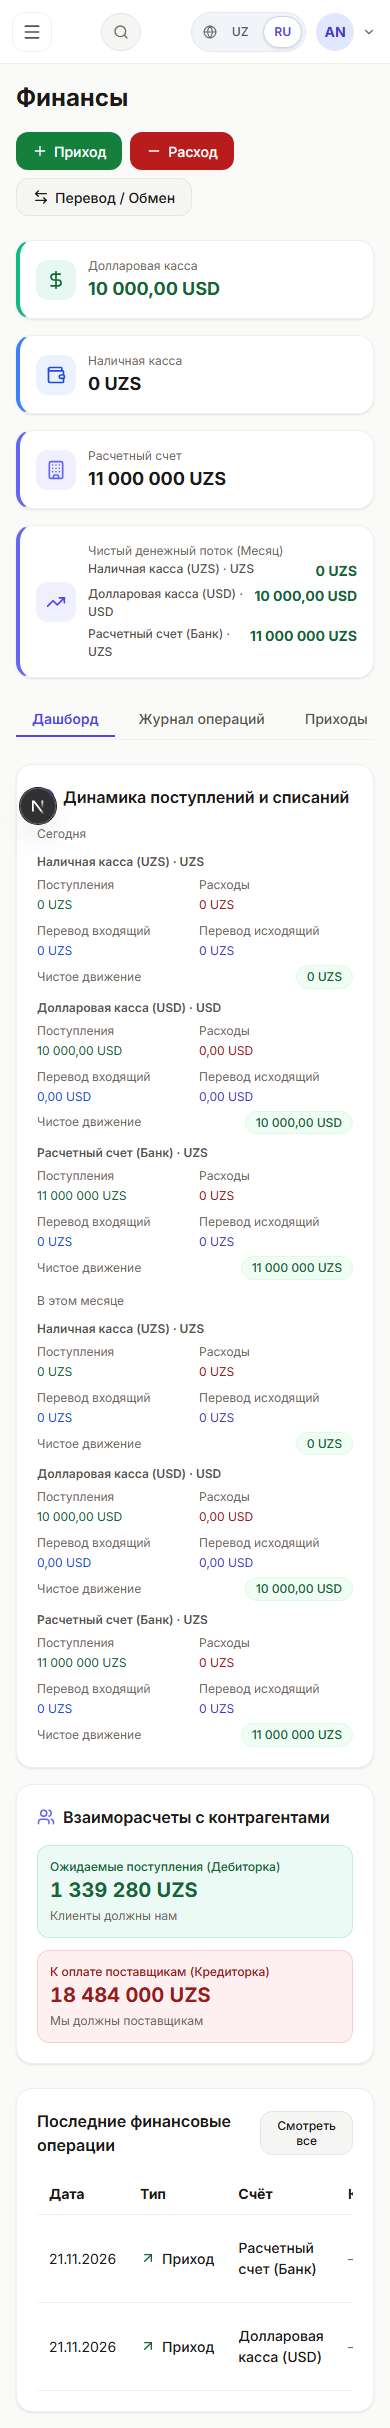 UZ
RU
AN
Финансы
+ Приход
− Расход
Перевод / Обмен
Долларовая касса
10 000,00 USD
Наличная касса
0 UZS
Расчетный счет
11 000 000 UZS
Чистый денежный поток (Месяц)
Наличная касса (UZS) · UZS
0 UZS
Долларовая касса (USD) ·
USD
10 000,00 USD
Расчетный счет (Банк) ·
UZS
11 000 000 UZS
Дашборд
Журнал операций
Приходы
N
Динамика поступлений и списаний
Сегодня
Наличная касса (UZS) · UZS
Поступления
Расходы
0 UZS
0 UZS
Перевод входящий
Перевод исходящий
0 UZS
0 UZS
Чистое движение
0 UZS
Долларовая касса (USD) · USD
Поступления
Расходы
10 000,00 USD
0,00 USD
Перевод входящий
Перевод исходящий
0,00 USD
0,00 USD
Чистое движение
10 000,00 USD
Расчетный счет (Банк) · UZS
Поступления
Расходы
11 000 000 UZS
0 UZS
Перевод входящий
Перевод исходящий
0 UZS
0 UZS
Чистое движение
11 000 000 UZS
В этом месяце
Наличная касса (UZS) · UZS
Поступления
Расходы
0 UZS
0 UZS
Перевод входящий
Перевод исходящий
0 UZS
0 UZS
Чистое движение
0 UZS
Долларовая касса (USD) · USD
Поступления
Расходы
10 000,00 USD
0,00 USD
Перевод входящий
Перевод исходящий
0,00 USD
0,00 USD
Чистое движение
10 000,00 USD
Расчетный счет (Банк) · UZS
Поступления
Расходы
11 000 000 UZS
0 UZS
Перевод входящий
Перевод исходящий
0 UZS
0 UZS
Чистое движение
11 000 000 UZS
Взаиморасчеты с контрагентами
Ожидаемые поступления (Дебиторка)
1 339 280 UZS
Клиенты должны нам
К оплате поставщикам (Кредиторка)
18 484 000 UZS
Мы должны поставщикам
Последние финансовые
операции
Смотреть
все
Дата
Тип
Счёт
21.11.2026
Приход
Расчетный
счет (Банк)
21.11.2026
Приход
Долларовая
касса (USD)